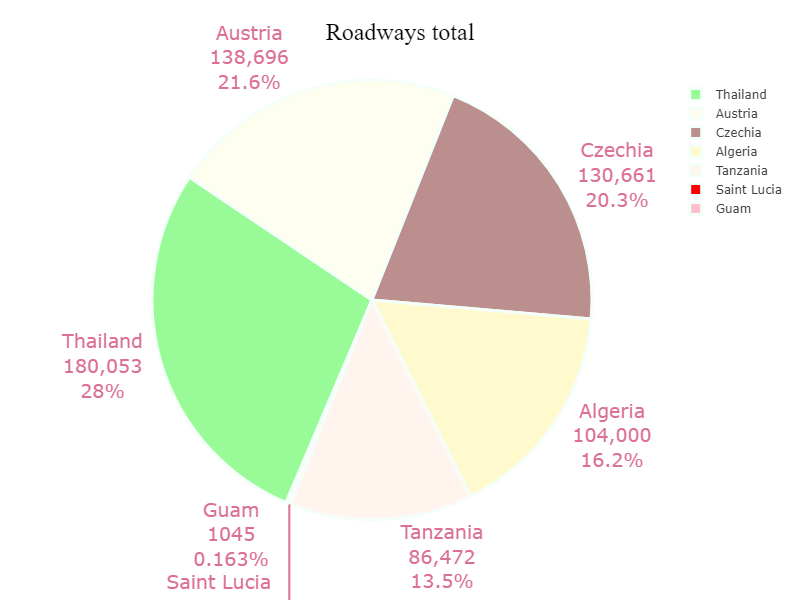 Roadways total
Austria
138,696
21.6%
Czechia
130,661
20.3%
Thailand
180,053
28%
Algeria
104,000
16.2%
Guam
1045
0.163%
Saint Lucia
Tanzania
86,472
13.5%
Thailand
Austria
Czechia
Algeria
Tanzania
Saint Lucia
Guam